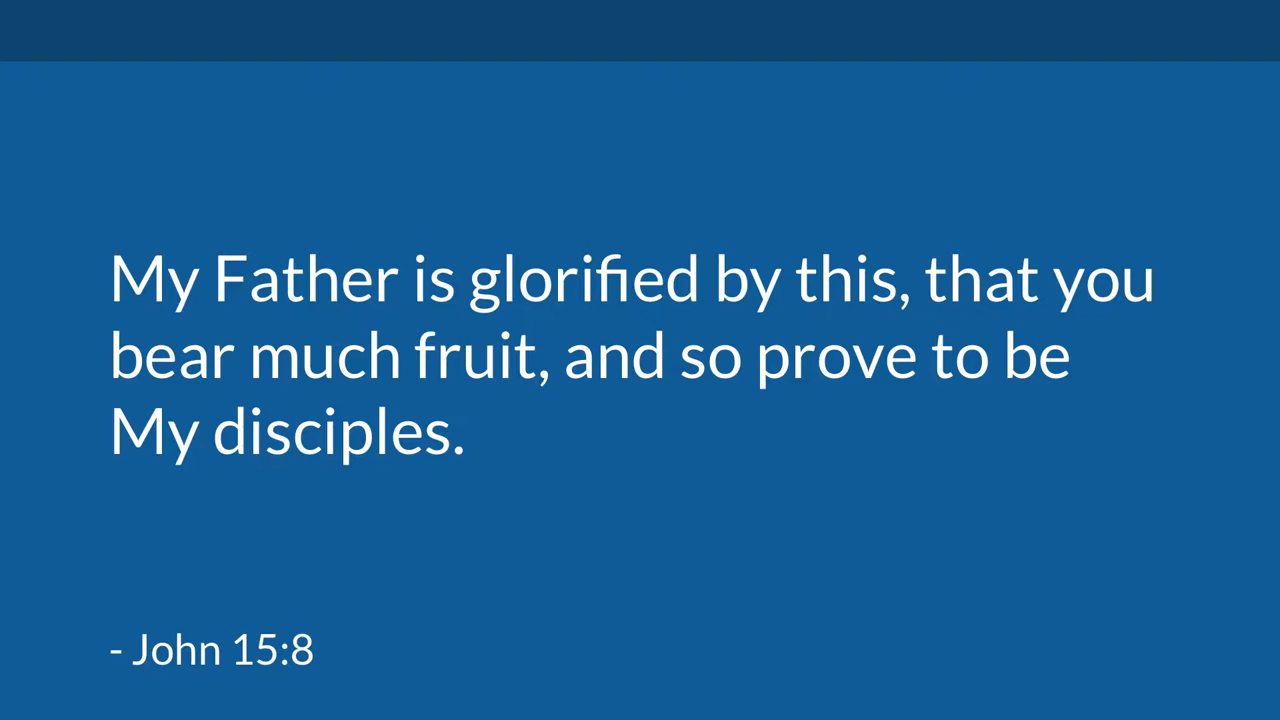 My Father is glorified by this, that you
bear much fruit, and so prove to be
My disciples.
- John 15:8